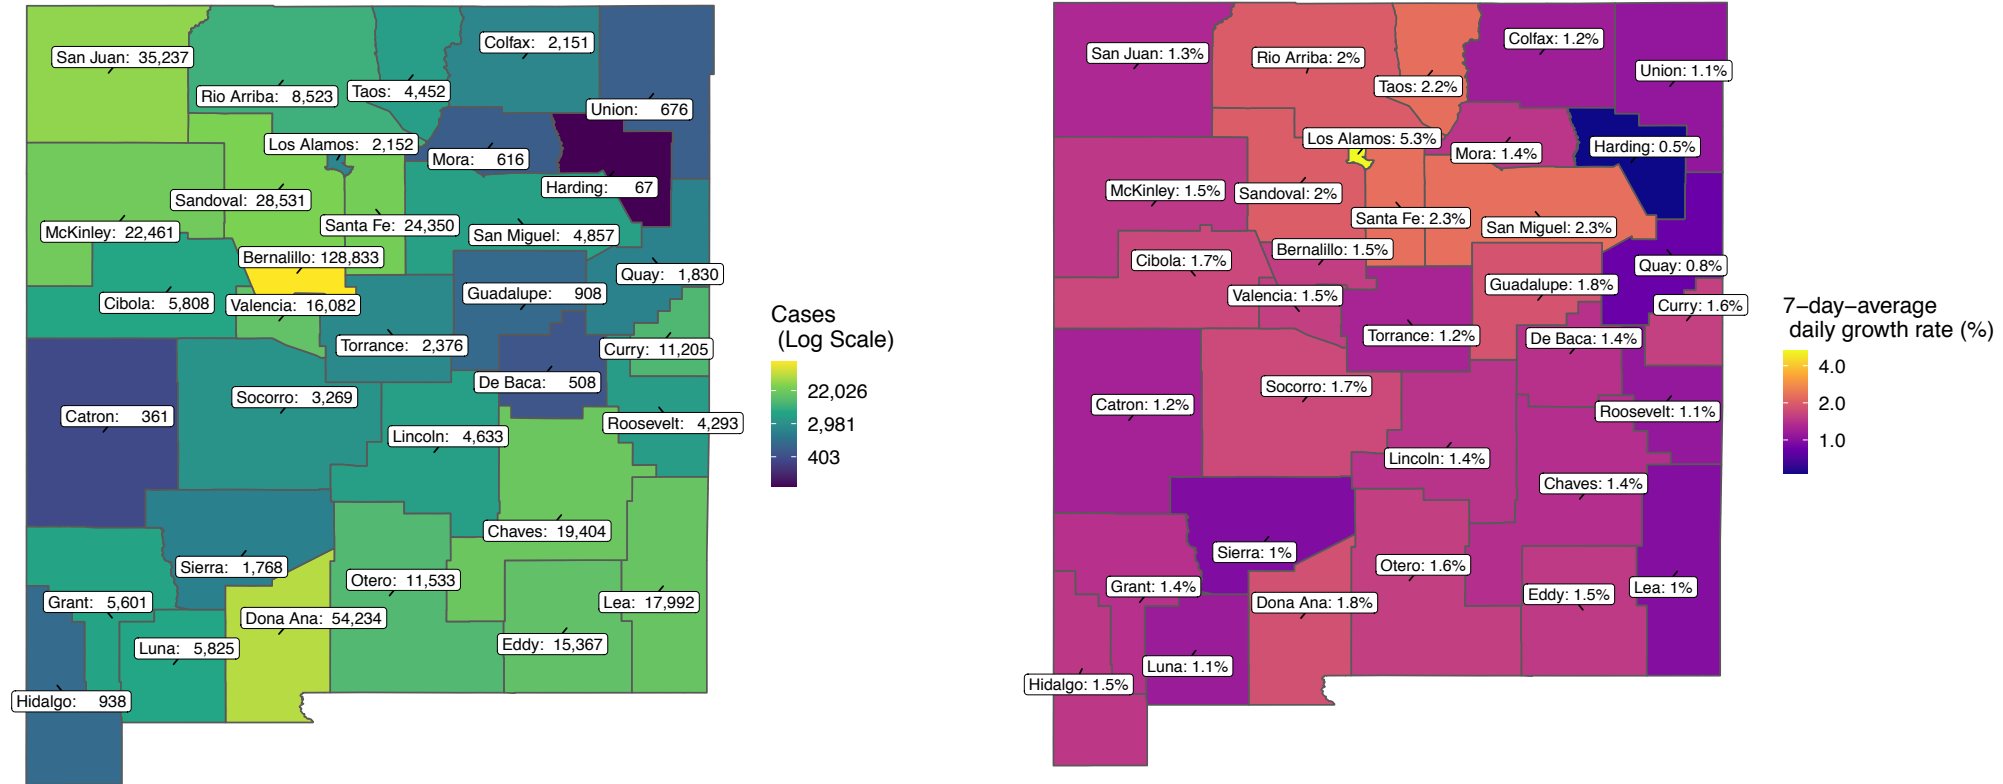 San Juan: 35,237
Colfax: 2,151
Rio Arriba: 8,523
Taos: 4,452
Union: 676
Los Alamos: 2,152
Mora: 616
Harding: 67
Sandoval: 28,531
Santa Fe: 24,350
McKinley: 22,461
San Miguel: 4,857
Bernalillo: 128,833
Quay: 1,830
Cibola: 5,808
Valencia: 16,082
Guadalupe: 908
Torrance: 2,376
Curry: 11,205
De Baca: 508
Socorro: 3,269
Catron: 361
Roosevelt: 4,293
Lincoln: 4,633
Chaves: 19,404
Sierra: 1,768
Otero: 11,533
Grant: 5,601
Lea: 17,992
Dona Ana: 54,234
Eddy: 15,367
Luna: 5,825
Hidalgo: 938
Cases
(Log Scale)
22,026
2,981
403
San Juan: 1.3%
Colfax: 1.2%
Rio Arriba: 2%
Union: 1.1%
Taos: 2.2%
Los Alamos: 5.3%
Mora: 1.4%
Harding: 0.5%
McKinley: 1.5%
Sandoval: 2%
Santa Fe: 2.3%
San Miguel: 2.3%
Bernalillo: 1.5%
Cibola: 1.7%
Quay: 0.8%
Guadalupe: 1.8%
Valencia: 1.5%
Curry: 1.6%
Torrance: 1.2%
De Baca: 1.4%
Socorro: 1.7%
Catron: 1.2%
Roosevelt: 1.1%
Lincoln: 1.4%
Chaves: 1.4%
Sierra: 1%
Otero: 1.6%
Grant: 1.4%
Lea: 1%
Eddy: 1.5%
Dona Ana: 1.8%
Luna: 1.1%
Hidalgo: 1.5%
7−day−average
daily growth rate (%)
4.0
2.0
1.0